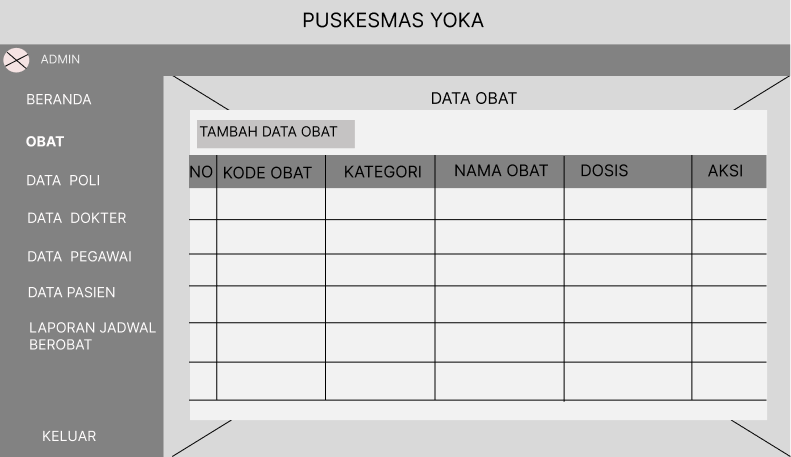 PUSKESMAS YOKA
ADMIN
BERANDA
OBAT
DATA POLI
DATA DOKTER
DATA PEGAWAI
DATA PASIEN
LAPORAN JADWAL
BEROBAT
KELUAR
DATA OBAT
TAMBAH DATA OBAT
NO KODE OBAT KATEGORI NAMA OBAT DOSIS AKSI